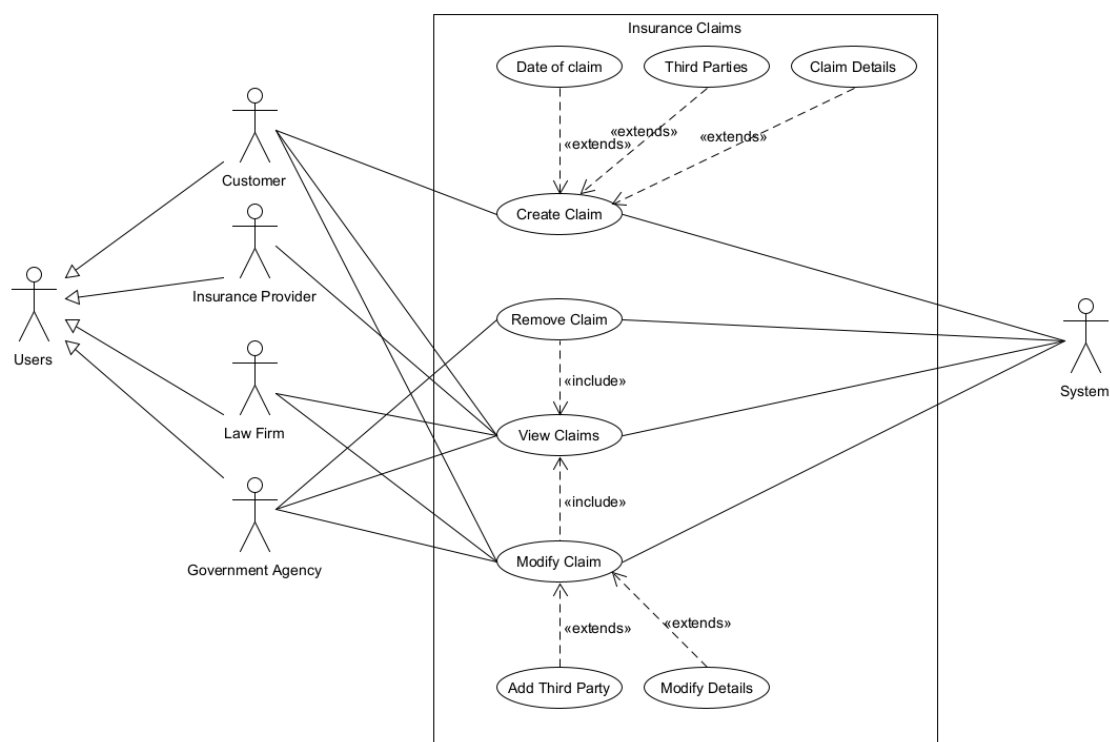 Insurance Claims
Date of claim
Third Parties
Claim Details
«extends»
«extends»
«extends»
Customer
Create Claim
Insurance Provider
Users
Remove Claim
System
«include»
Law Firm
View Claims
«include»
Government Agency
Modify Claim
«extends»
«extends»
Add Third Party
Modify Details